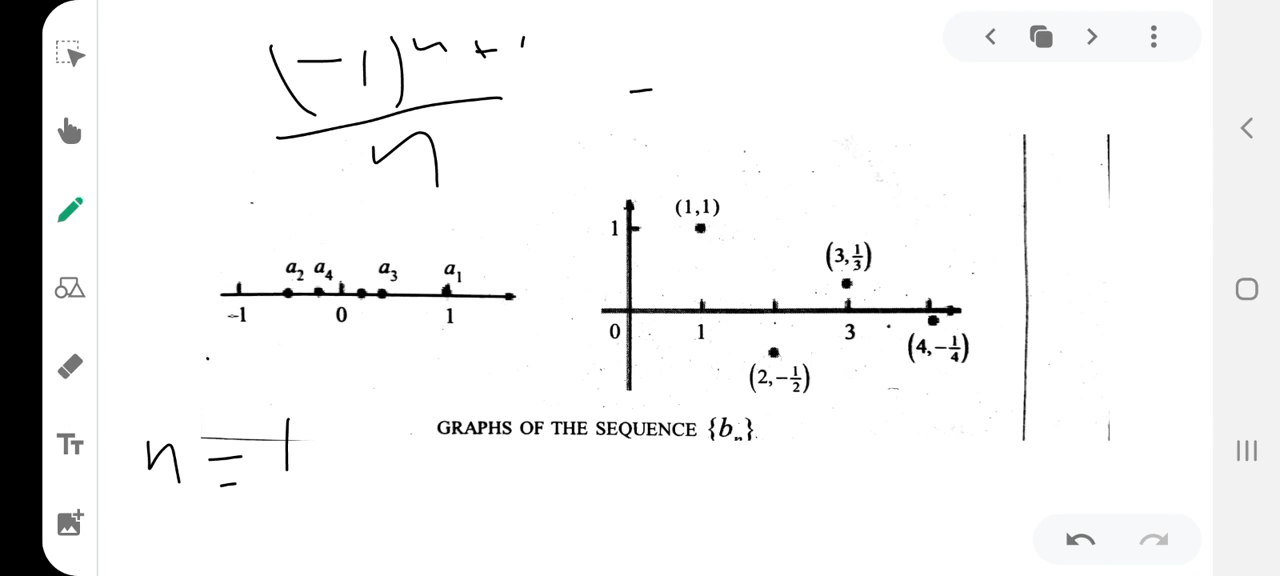 (-1)^n + 1
n
-
a₂ a₄ a₃ a₁
-1 0 1
(1,1)
1
(3,⅓)
0 1 3
(4,-¼)
(2,-½)
GRAPHS OF THE SEQUENCE {bₙ}.
n = 1
TT